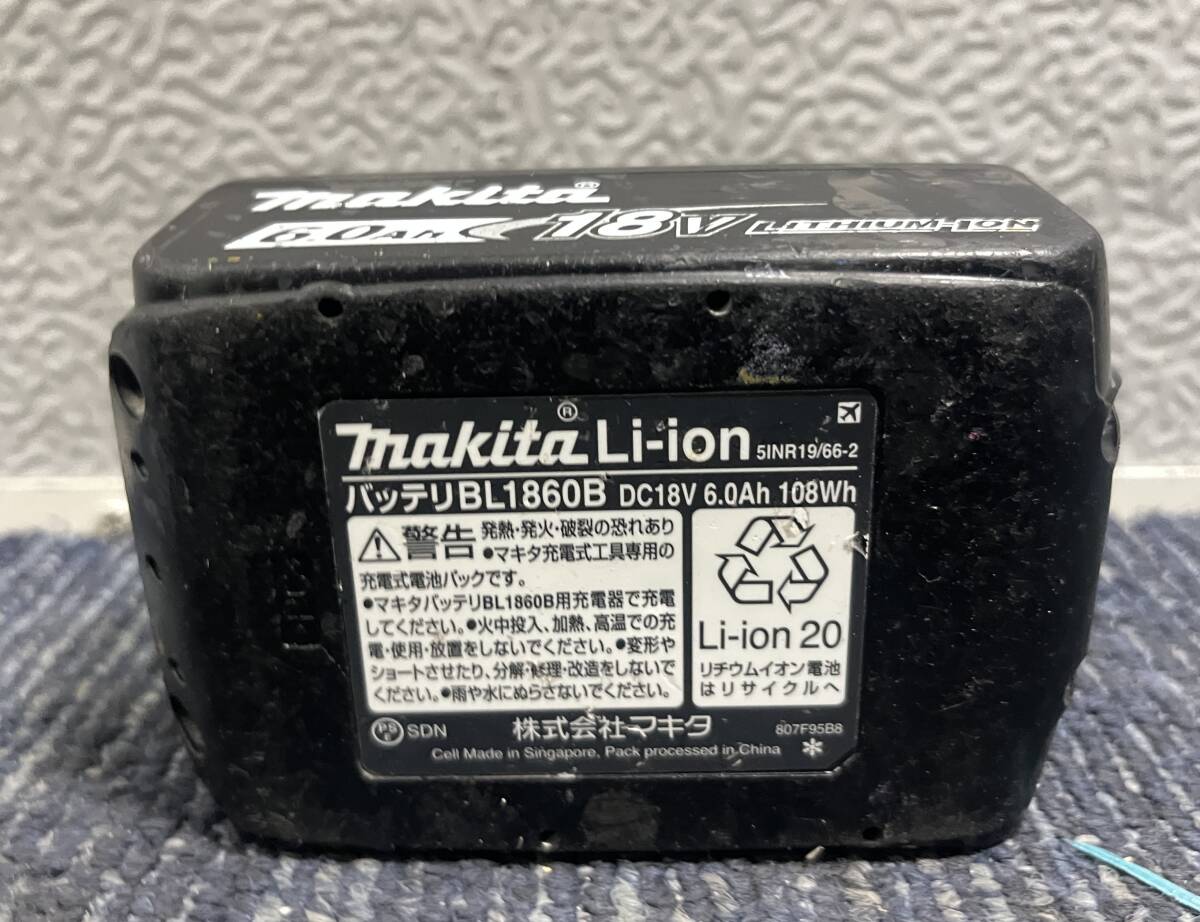 makita®
6.0AH 18V LITHIUM-ION
makita® Li-ion 5INR19/66-2
バッテリBL1860B DC18V 6.0Ah 108Wh
警告 発熱・発火・破裂の恐れあり
●マキタ充電式工具専用の
充電式電池パックです。
●マキタバッテリBL1860B用充電器で充電
してください。●火中投入、加熱、高温での充
電・使用・放置をしないでください。●変形や
ショートさせたり、分解・修理・改造をしないで
ください。●雨や水にぬらさないでください。
Li-ion 20
リチウムイオン電池
はリサイクルへ
PS E SDN 株式会社マキタ 807F95B8
Cell Made in Singapore, Pack processed in China *